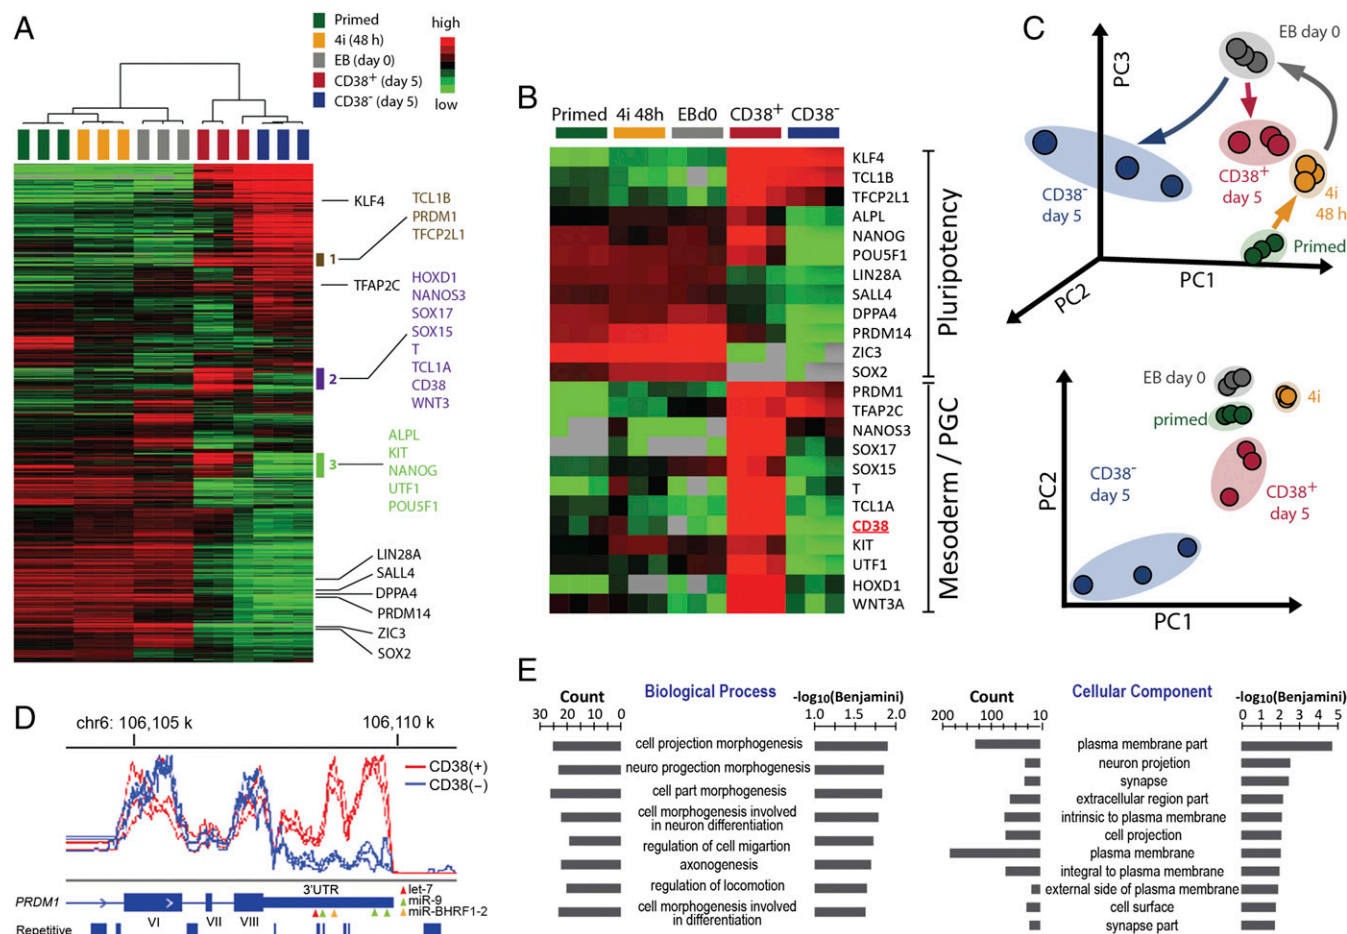 A
Primed
4i (48 h)
EB (day 0)
CD38⁺ (day 5)
CD38⁻ (day 5)
high
low
KLF4
TCL1B
PRDM1
TFCP2L1
1
TFAP2C
HOXD1
NANOS3
SOX17
SOX15
T
TCL1A
CD38
WNT3
2
ALPL
KIT
NANOG
UTF1
POU5F1
3
LIN28A
SALL4
DPPA4
PRDM14
ZIC3
SOX2
B
Primed 4i 48h EBd0 CD38⁺ CD38⁻
KLF4
TCL1B
TFCP2L1
ALPL
NANOG
POU5F1
LIN28A
SALL4
DPPA4
PRDM14
ZIC3
SOX2
Pluripotency
PRDM1
TFAP2C
NANOS3
SOX17
SOX15
T
TCL1A
CD38
KIT
UTF1
HOXD1
WNT3A
Mesoderm / PGC
C
EB day 0
PC3
CD38⁻
day 5
CD38⁺
day 5
4i
48 h
Primed
PC1
PC2
EB day 0
4i
primed
CD38⁻
day 5
CD38⁺
day 5
PC2
PC1
D
chr6: 106,105 k 106,110 k
CD38(+)
CD38(−)
3'UTR
let-7
miR-9
miR-BHRF1-2
PRDM1
VI VII VIII
Repetitive
E
Count Biological Process -log₁₀(Benjamini)
30 20 10 0 1.0 1.5 2.0
cell projection morphogenesis
neuro progection morphogenesis
cell part morphogenesis
cell morphogenesis involved
in neuron differentiation
regulation of cell migartion
axonogenesis
regulation of locomotion
cell morphogenesis involved
in differentiation
Count Cellular Component -log₁₀(Benjamini)
200 100 10 0 1 2 3 4 5
plasma membrane part
neuron projetion
synapse
extracellular region part
intrinsic to plasma membrane
cell projection
plasma membrane
integral to plasma membrane
external side of plasma membrane
cell surface
synapse part